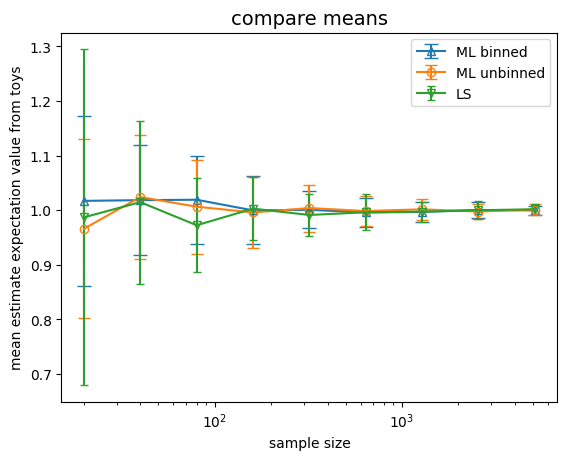 compare means
ML binned
ML unbinned
LS
mean estimate expectation value from toys
1.3
1.2
1.1
1.0
0.9
0.8
0.7
10²
10³
sample size